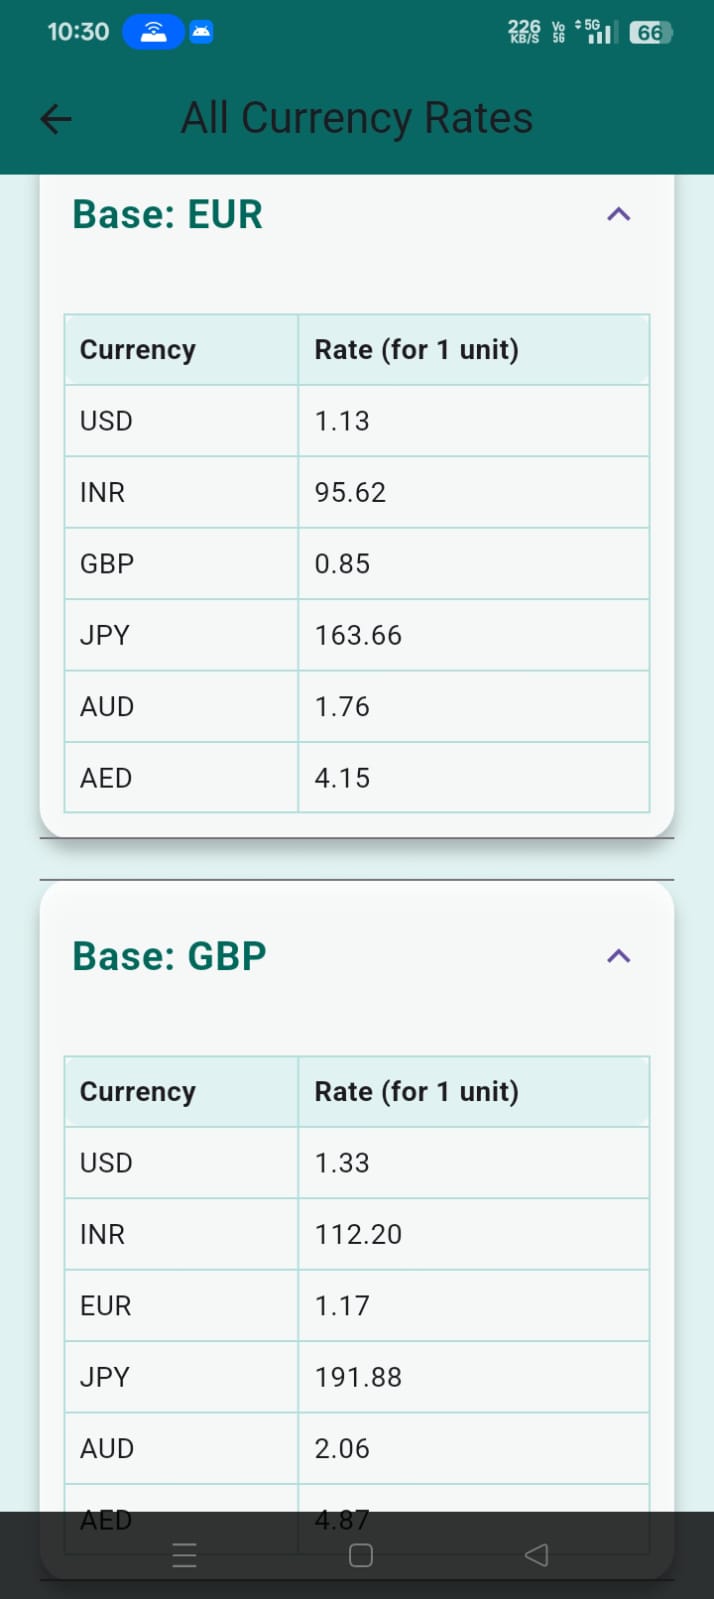 10:30 226 KB/S Vo 5G 5G 66
All Currency Rates
Base: EUR
Currency Rate (for 1 unit)
USD 1.13
INR 95.62
GBP 0.85
JPY 163.66
AUD 1.76
AED 4.15
Base: GBP
Currency Rate (for 1 unit)
USD 1.33
INR 112.20
EUR 1.17
JPY 191.88
AUD 2.06
AED 4.87